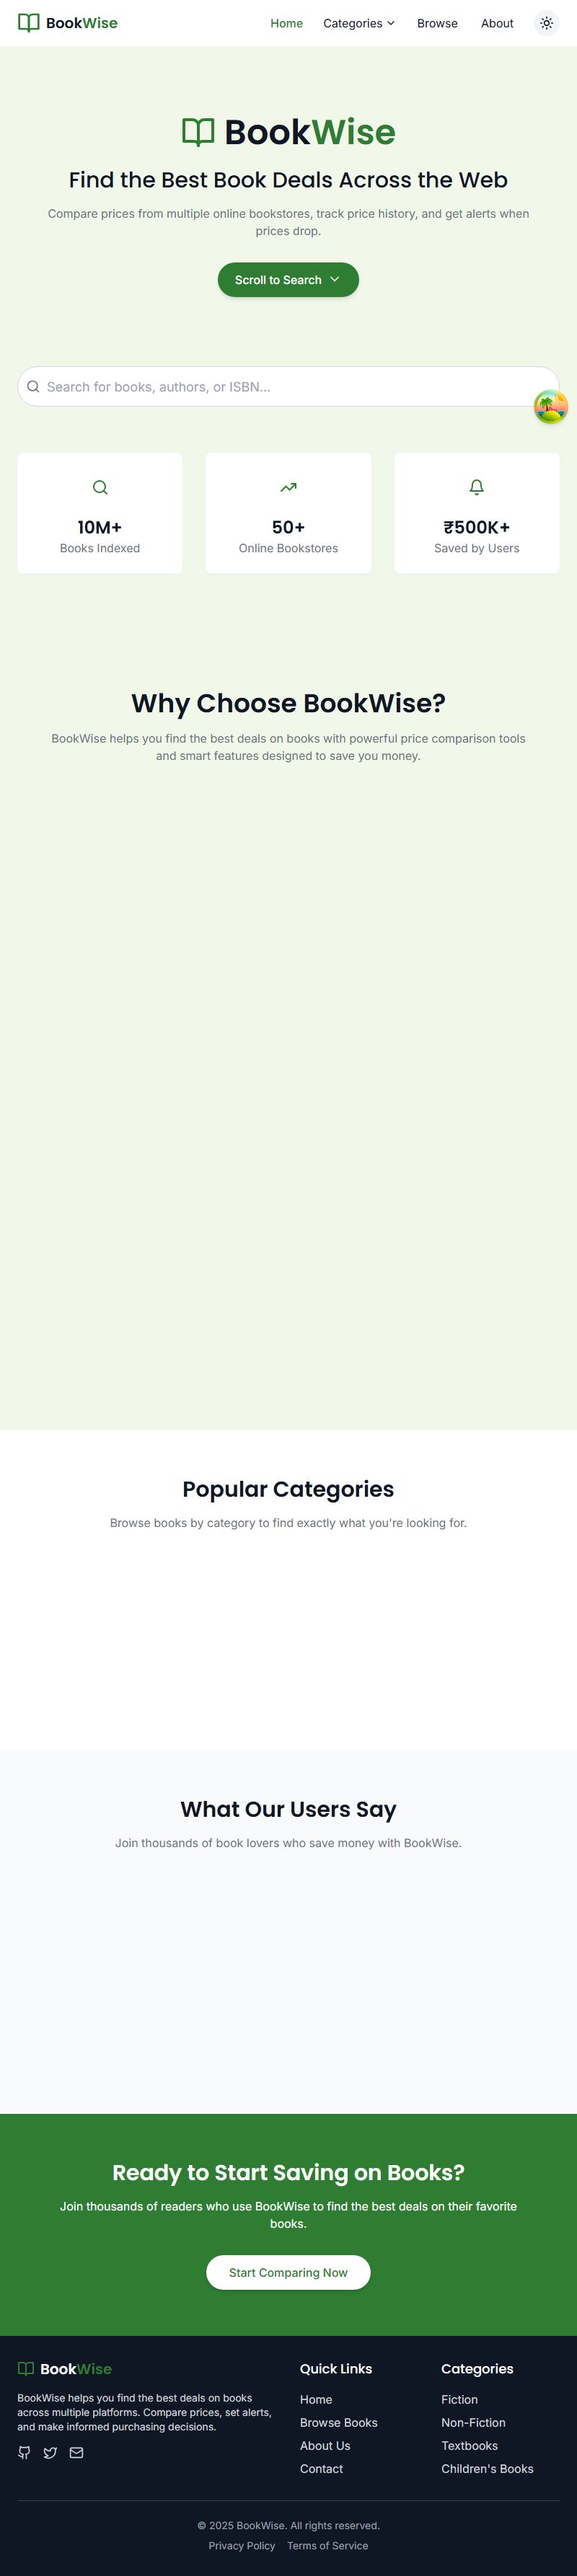 BookWise
Home Categories Browse About
BookWise
Find the Best Book Deals Across the Web
Compare prices from multiple online bookstores, track price history, and get alerts when
prices drop.
Scroll to Search
Search for books, authors, or ISBN...
10M+
Books Indexed
50+
Online Bookstores
₹500K+
Saved by Users
Why Choose BookWise?
BookWise helps you find the best deals on books with powerful price comparison tools
and smart features designed to save you money.
Popular Categories
Browse books by category to find exactly what you're looking for.
What Our Users Say
Join thousands of book lovers who save money with BookWise.
Ready to Start Saving on Books?
Join thousands of readers who use BookWise to find the best deals on their favorite
books.
Start Comparing Now
BookWise
BookWise helps you find the best deals on books
across multiple platforms. Compare prices, set alerts,
and make informed purchasing decisions.
Quick Links
Home
Browse Books
About Us
Contact
Categories
Fiction
Non-Fiction
Textbooks
Children's Books
© 2025 BookWise. All rights reserved.
Privacy Policy Terms of Service